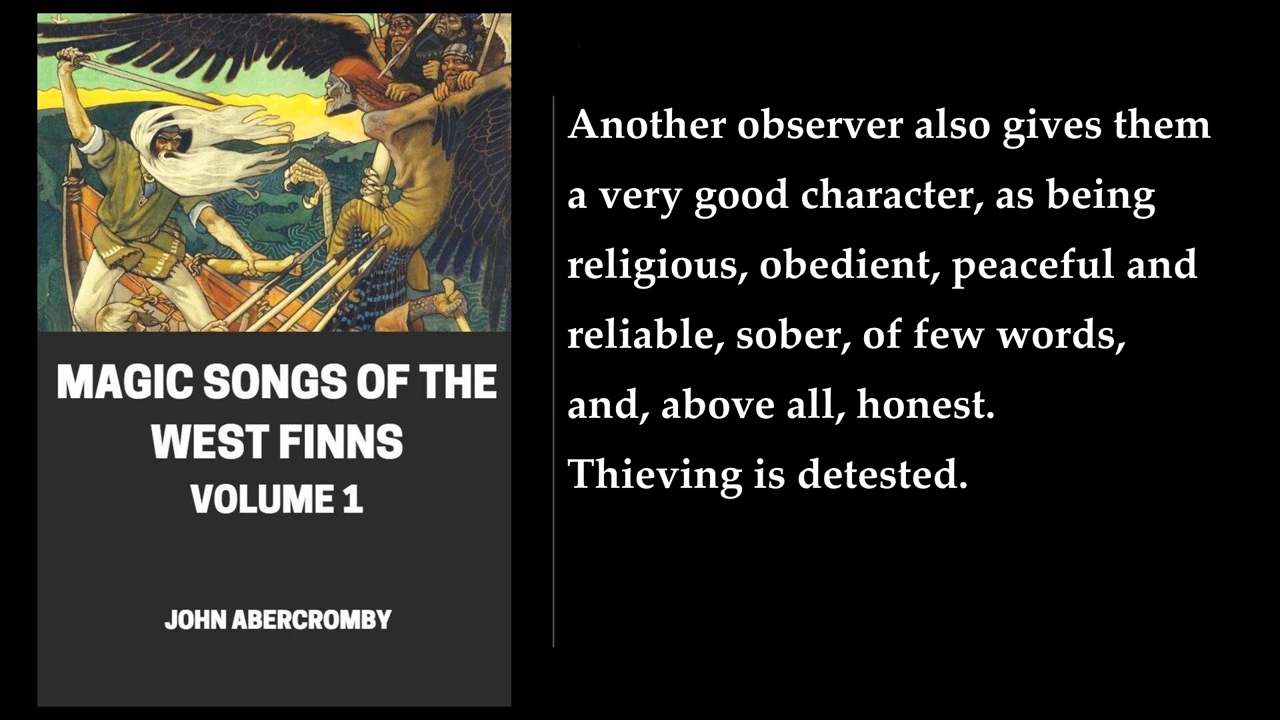 MAGIC SONGS OF THE
WEST FINNS
VOLUME 1
JOHN ABERCROMBY
Another observer also gives them
a very good character, as being
religious, obedient, peaceful and
reliable, sober, of few words,
and, above all, honest.
Thieving is detested.